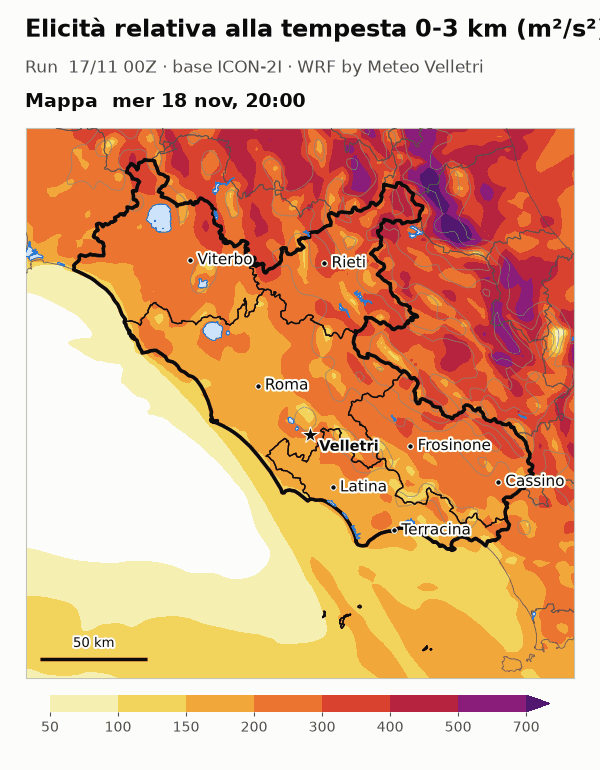 Elicità relativa alla tempesta 0-3 km (m²/s²)
Run  17/11 00Z · base ICON-2I · WRF by Meteo Velletri
Mappa  mer 18 nov, 20:00
Viterbo
Rieti
Roma
Velletri
Frosinone
Cassino
Latina
Terracina
50 km
50 100 150 200 300 400 500 700